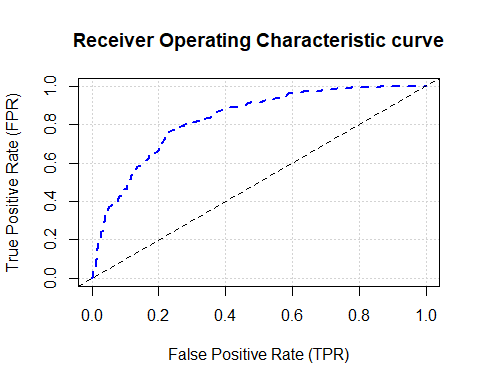 Receiver Operating Characteristic curve
True Positive Rate (FPR)
1.0
0.8
0.6
0.4
0.2
0.0
0.0 0.2 0.4 0.6 0.8 1.0
False Positive Rate (TPR)